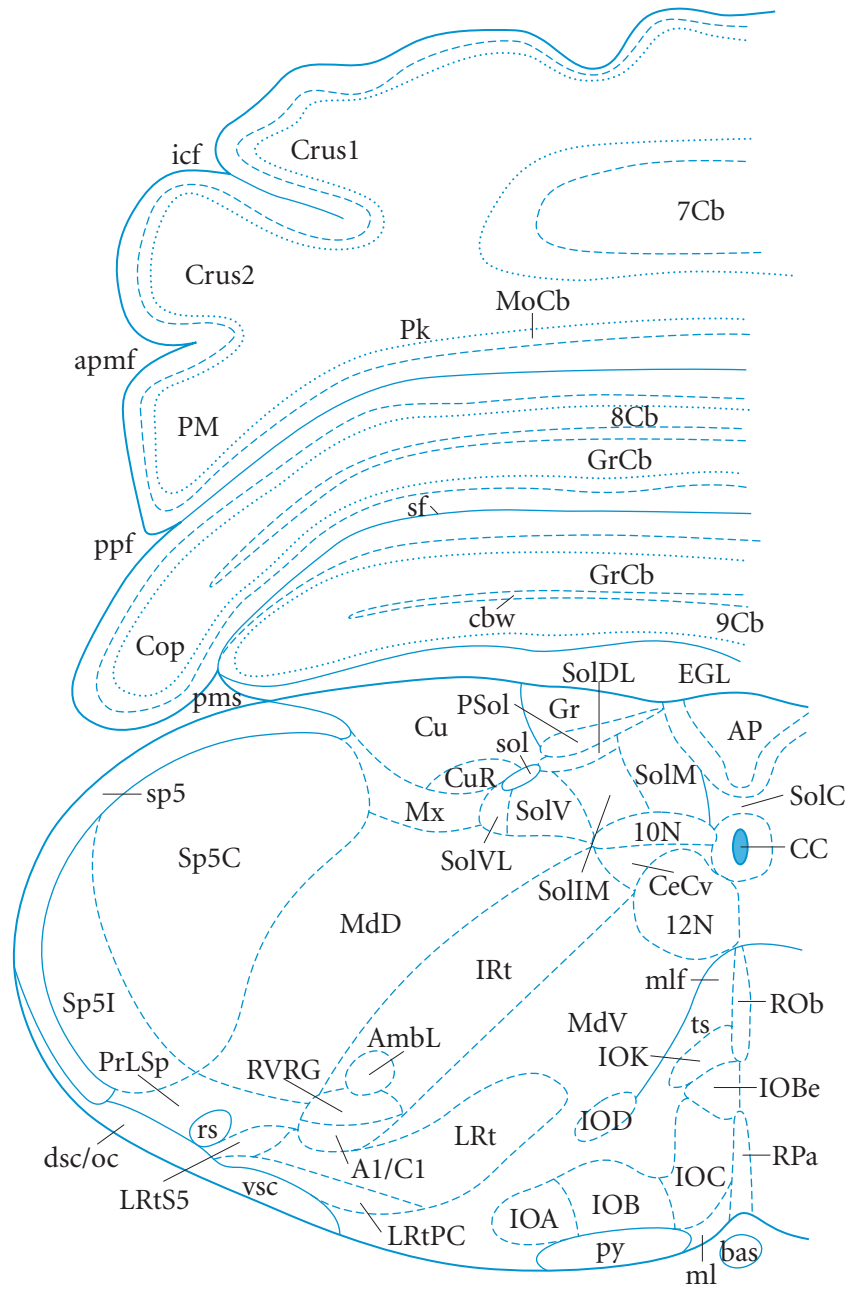 Crus1
icf
7Cb
Crus2
MoCb
Pk
apmf
8Cb
PM
GrCb
sf
ppf
GrCb
cbw
9Cb
Cop
SolDL
EGL
pms
PSol
Gr
Cu
AP
sol
SolM
CuR
sp5
SolC
Mx
SolV
10N
CC
Sp5C
SolVL
SolIM
CeCv
MdD
12N
IRt
mlf
Sp5I
ROb
MdV
ts
AmbL
IOK
PrLSp
RVRG
IOBe
rs
IOD
LRt
dsc/oc
A1/C1
RPa
IOC
LRtS5
vsc
IOB
IOA
LRtPC
py
bas
ml